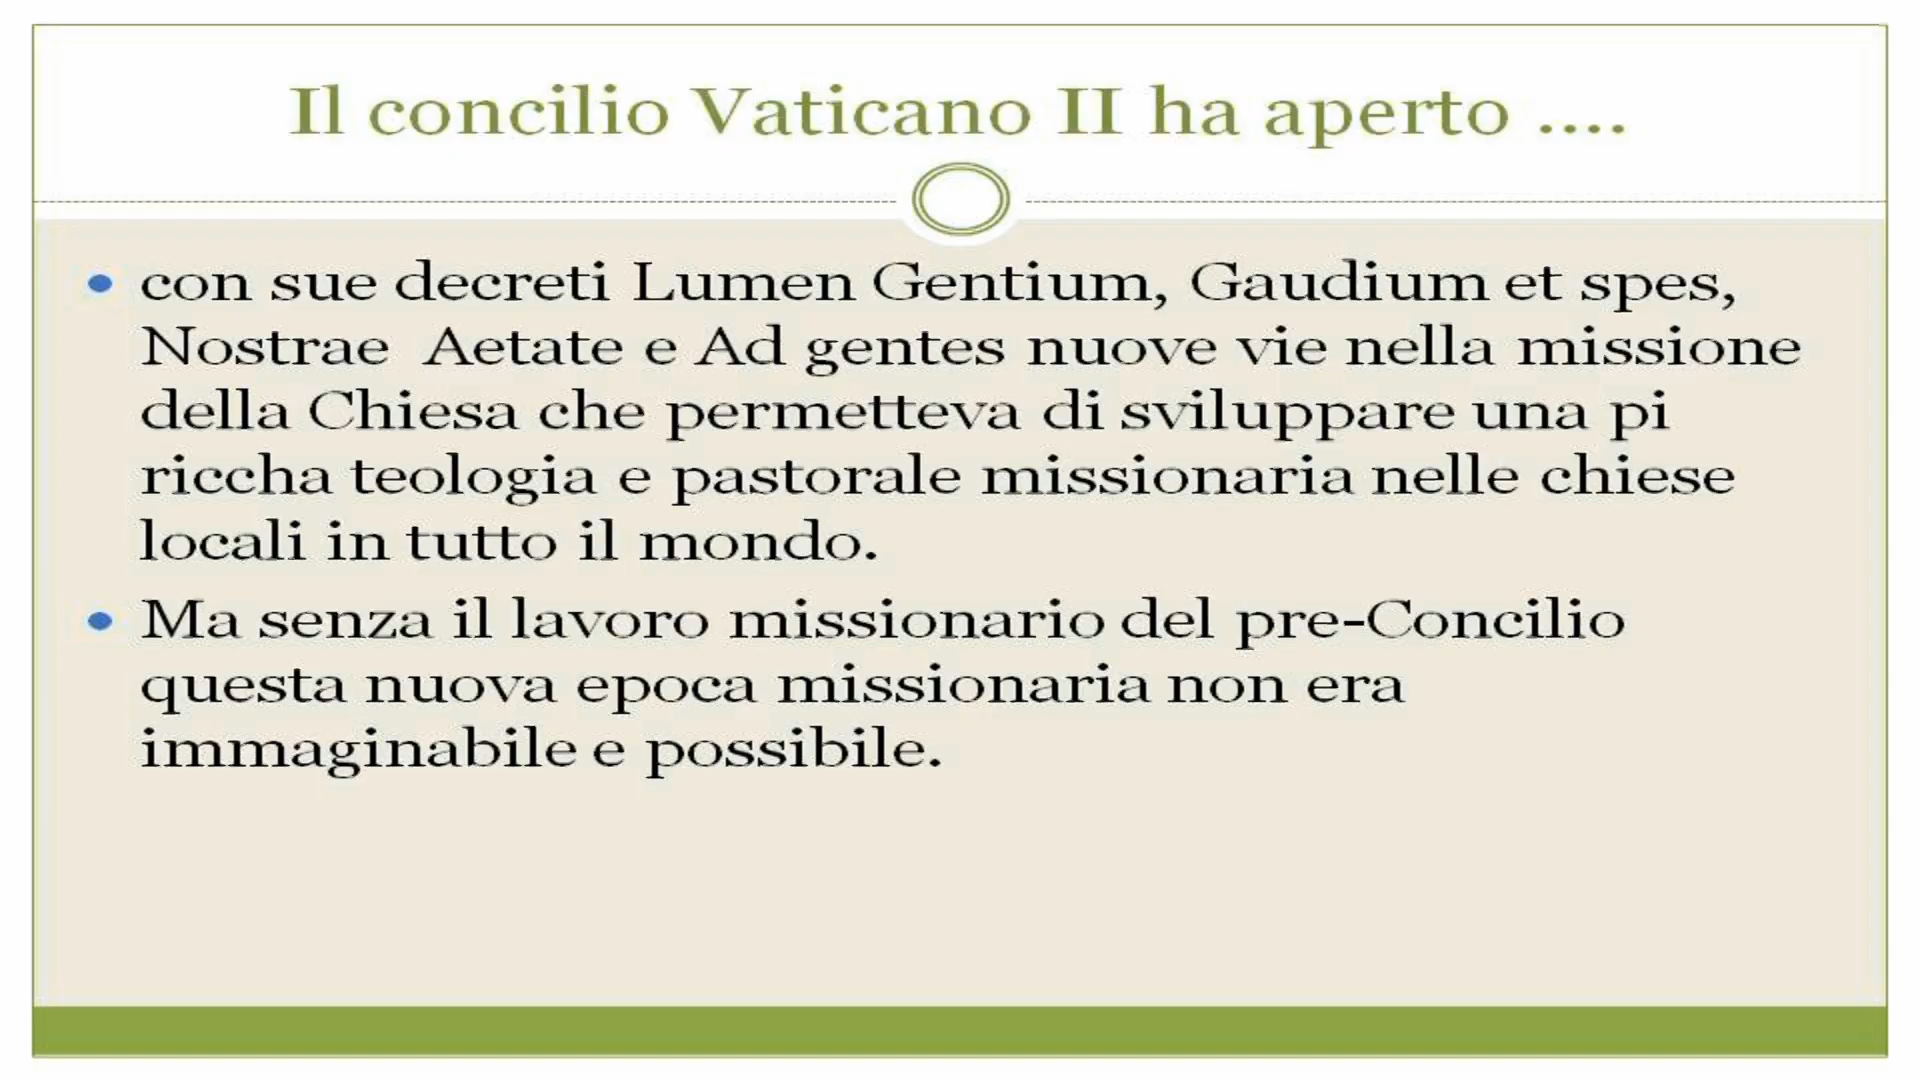 Il concilio Vaticano II ha aperto ....
con sue decreti Lumen Gentium, Gaudium et spes,
Nostrae Aetate e Ad gentes nuove vie nella missione
della Chiesa che permetteva di sviluppare una pi
riccha teologia e pastorale missionaria nelle chiese
locali in tutto il mondo.
Ma senza il lavoro missionario del pre-Concilio
questa nuova epoca missionaria non era
immaginabile e possibile.